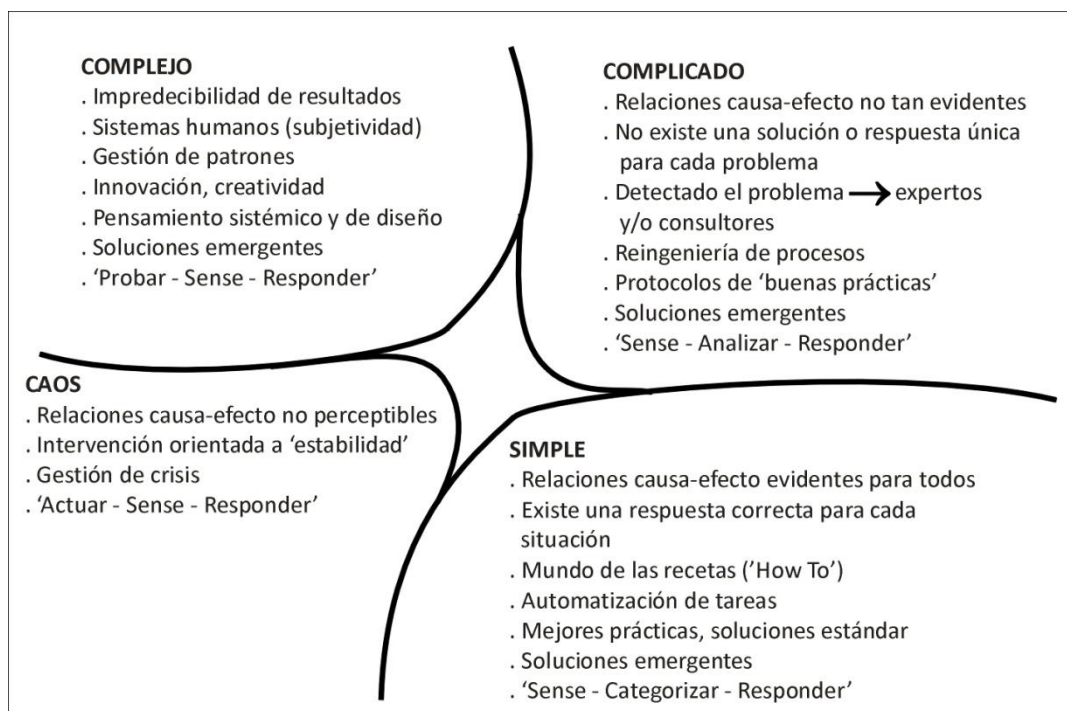 COMPLEJO
. Impredecibilidad de resultados
. Sistemas humanos (subjetividad)
. Gestión de patrones
. Innovación, creatividad
. Pensamiento sistémico y de diseño
. Soluciones emergentes
. ‘Probar - Sense - Responder’
COMPLICADO
. Relaciones causa-efecto no tan evidentes
. No existe una solución o respuesta única
para cada problema
. Detectado el problema → expertos
y/o consultores
. Reingeniería de procesos
. Protocolos de ‘buenas prácticas’
. Soluciones emergentes
. ‘Sense - Analizar - Responder’
CAOS
. Relaciones causa-efecto no perceptibles
. Intervención orientada a ‘estabilidad’
. Gestión de crisis
. ‘Actuar - Sense - Responder’
SIMPLE
. Relaciones causa-efecto evidentes para todos
. Existe una respuesta correcta para cada
situación
. Mundo de las recetas (’How To’)
. Automatización de tareas
. Mejores prácticas, soluciones estándar
. Soluciones emergentes
. ‘Sense - Categorizar - Responder’